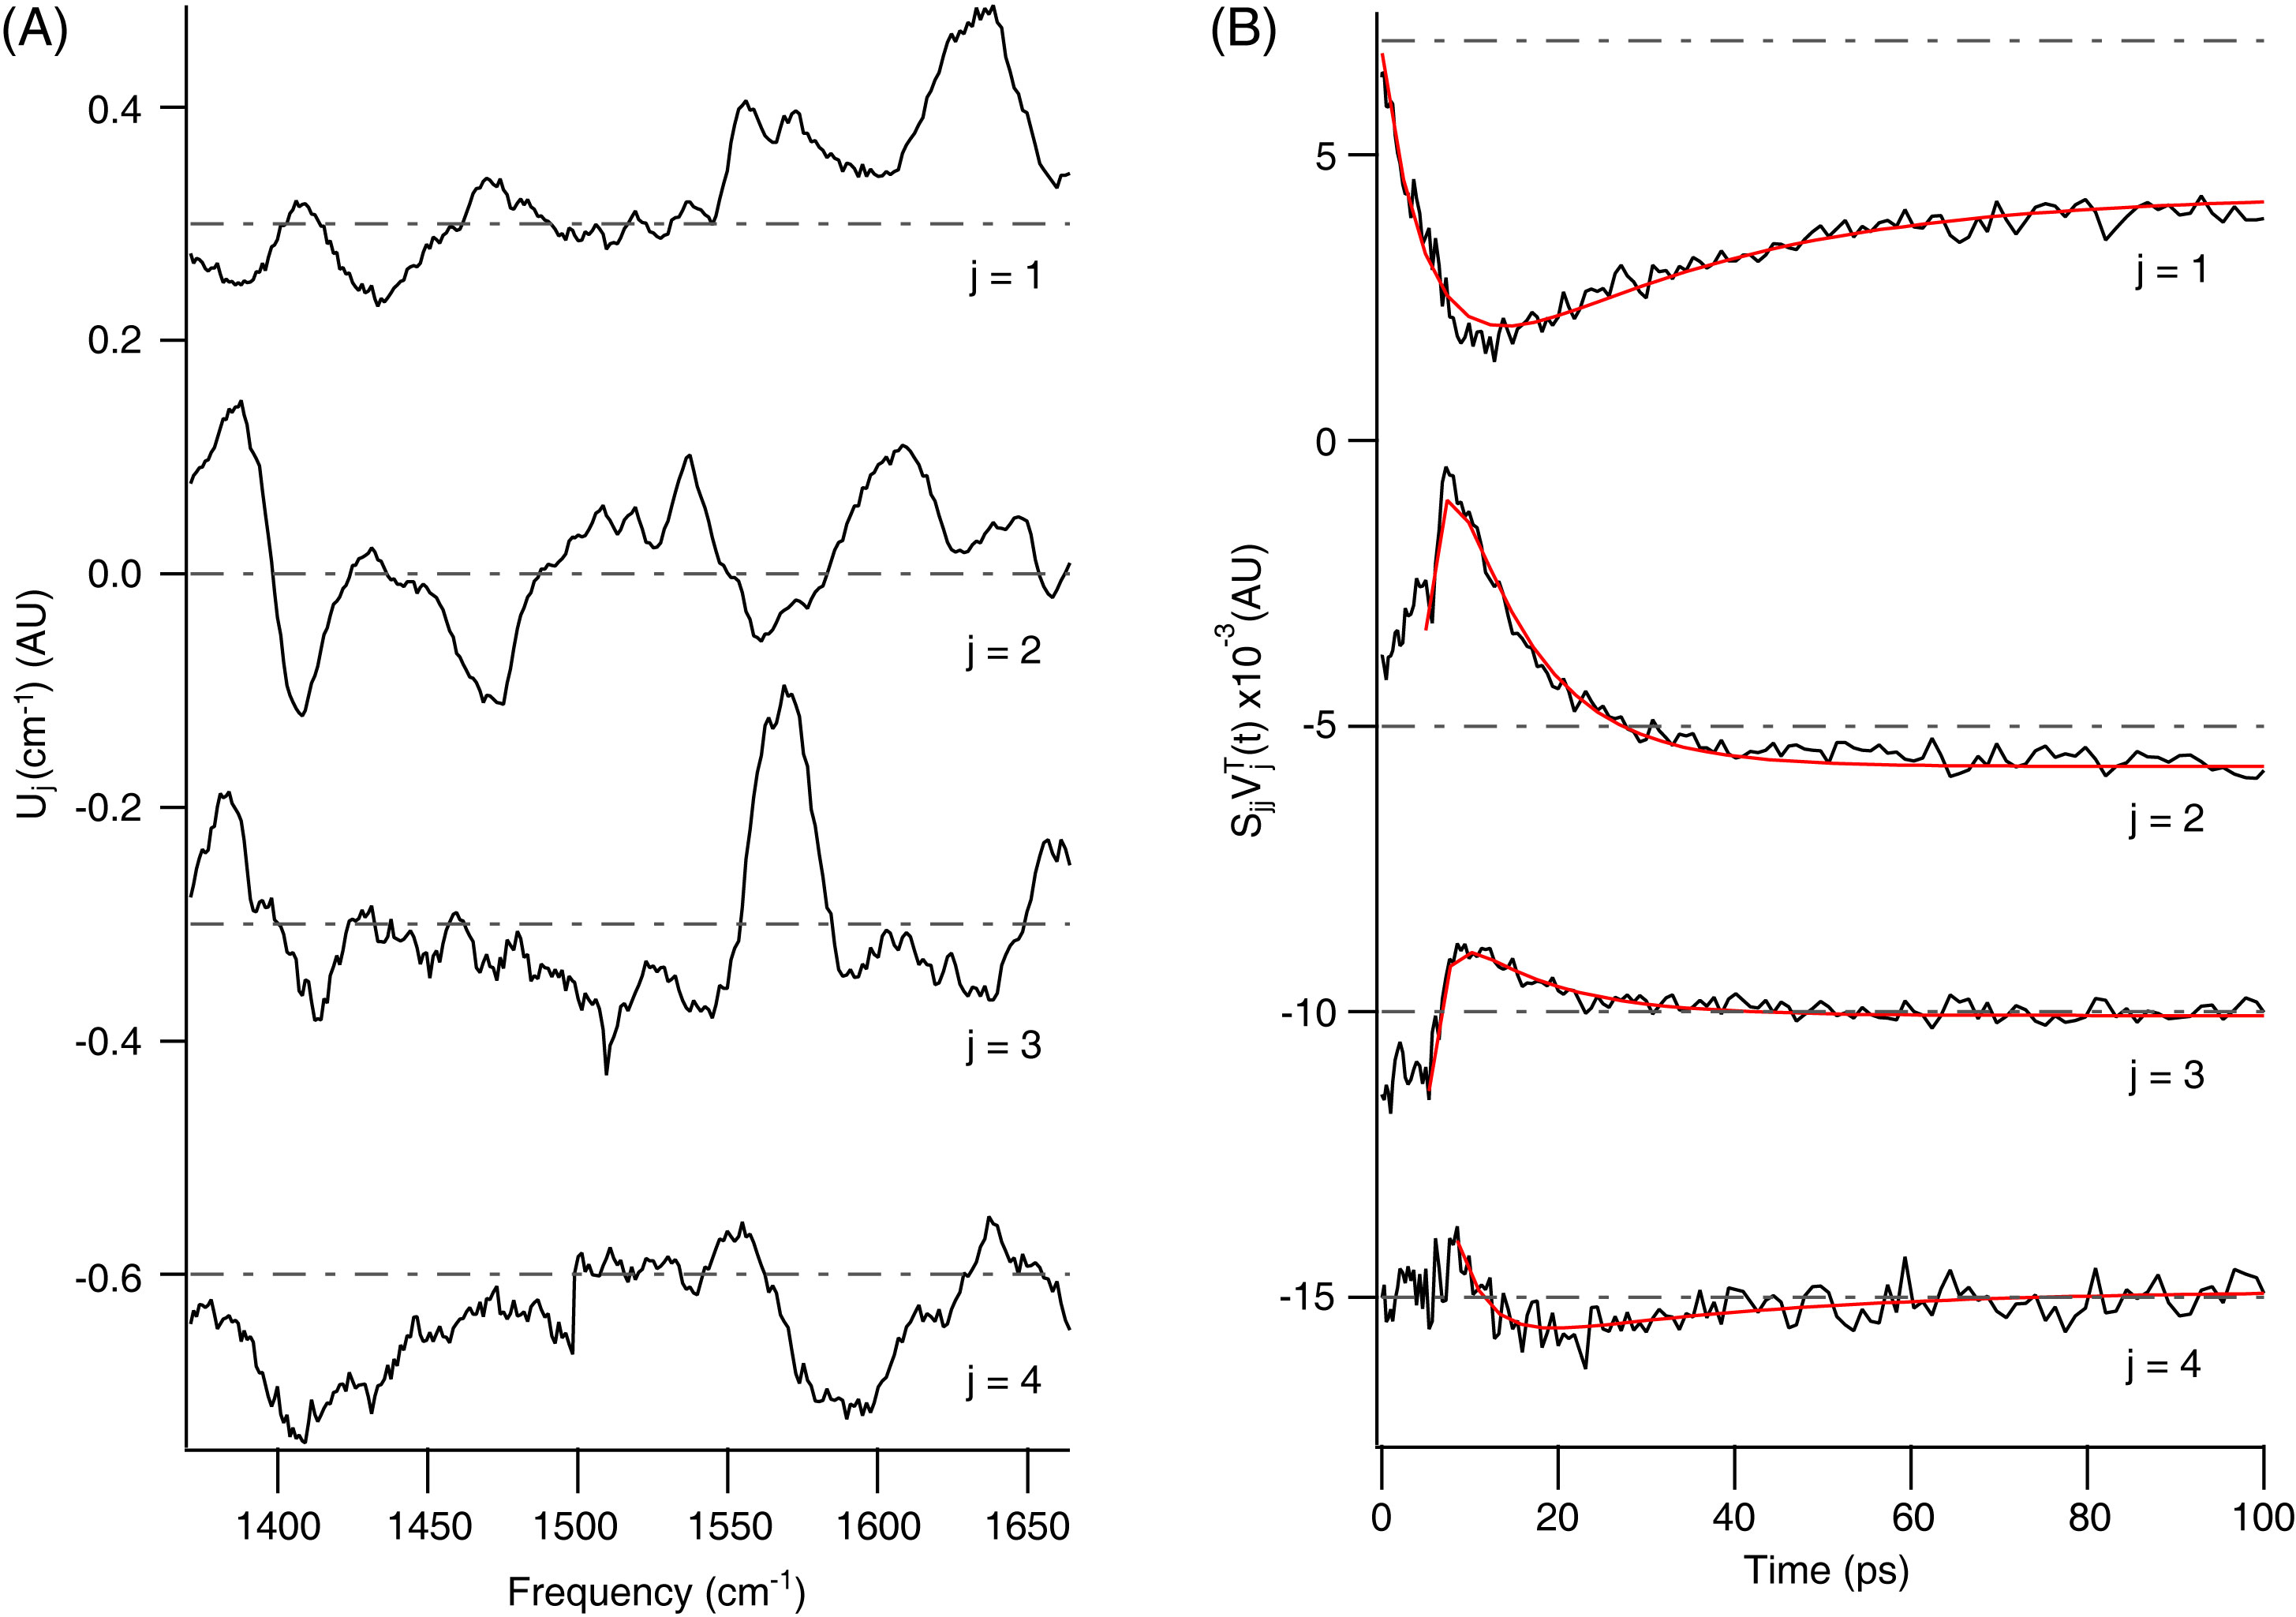 (A)
0.4
0.2
0.0
-0.2
-0.4
-0.6
Uj(cm-1) (AU)
j = 1
j = 2
j = 3
j = 4
1400 1450 1500 1550 1600 1650
Frequency (cm-1)
(B)
5
0
-5
-10
-15
SjjVTj(t) x10-3(AU)
j = 1
j = 2
j = 3
j = 4
0 20 40 60 80 100
Time (ps)